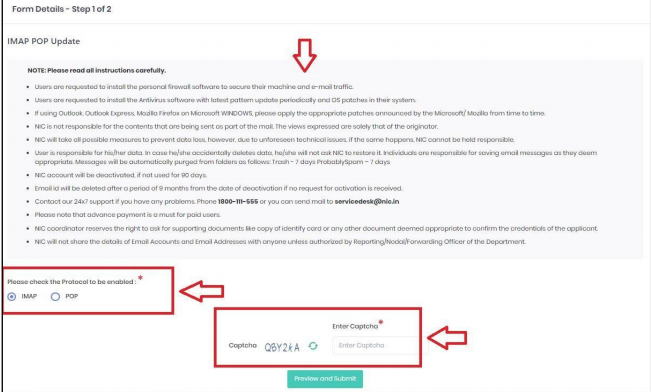 Form Details - Step 1 of 2
IMAP POP Update
NOTE: Please read all instructions carefully.
• Users are requested to install the personal firewall software to secure their machine and e-mail traffic.
• Users are requested to install the Antivirus software with latest pattern update periodically and OS patches in their system.
• If using Outlook, Outlook Express, Mozilla Firefox on Microsoft WINDOWS, please apply the appropriate patches announced by the Microsoft/ Mozilla from time to time.
• NIC is not responsible for the contents that are being sent as part of the mail. The views expressed are solely that of the originator.
• NIC will take all possible measures to prevent data loss, however, due to unforeseen technical issues, if the same happens, NIC cannot be held responsible.
• User is responsible for his/her data. In case he/she accidentally deletes data, he/she will not ask NIC to restore it. Individuals are responsible for saving email messages as they deem
appropriate. Messages will be automatically purged from folders as follows: Trash - 7 days ProbablySpam - 7 days
• NIC account will be deactivated, if not used for 90 days.
• Email id will be deleted after a period of 9 months from the date of deactivation if no request for activation is received.
• Contact our 24x7 support if you have any problems. Phone 1800-111-555 or you can send mail to servicedesk@nic.in
• Please note that advance payment is a must for paid users.
• NIC coordinator reserves the right to ask for supporting documents like copy of identify card or any other document deemed appropriate to confirm the credentials of the applicant.
• NIC will not share the details of Email Accounts and Email Addresses with anyone unless authorized by Reporting/Nodal/Forwarding Officer of the Department.
Please check the Protocol to be enabled : *
IMAP POP
Enter Captcha *
Captcha QBY2kA Enter Captcha
Preview and Submit